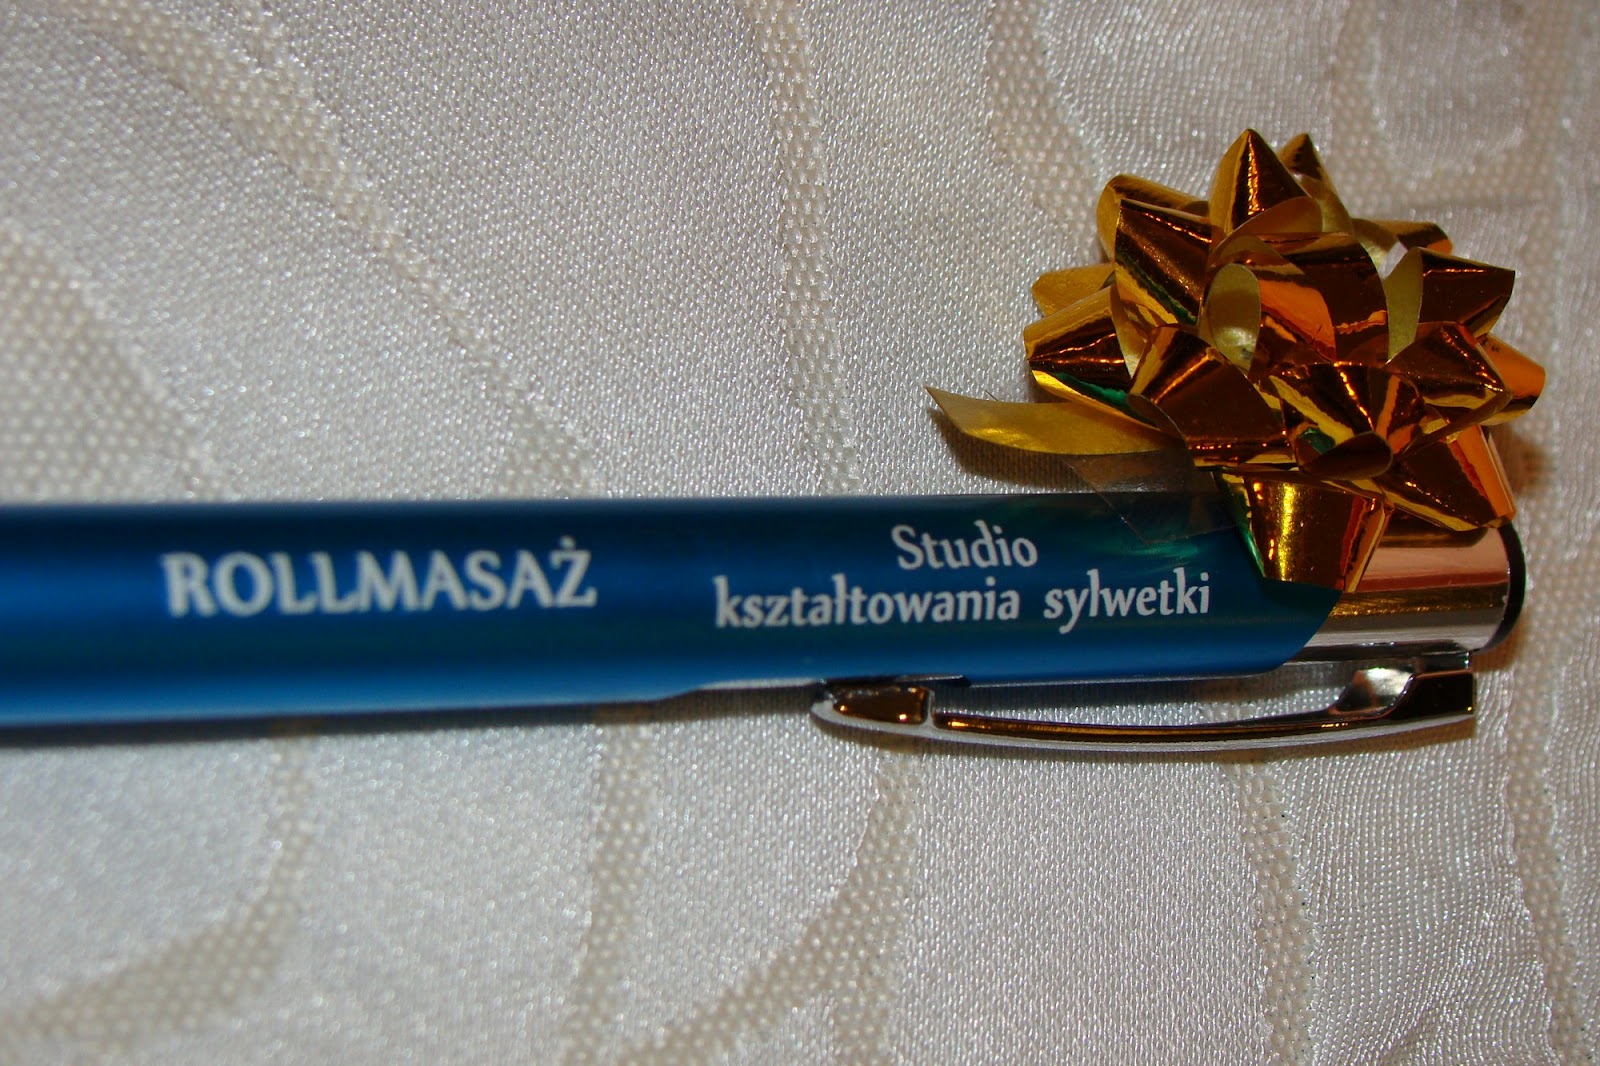 ROLLMASAŻ
Studio
kształtowania sylwetki